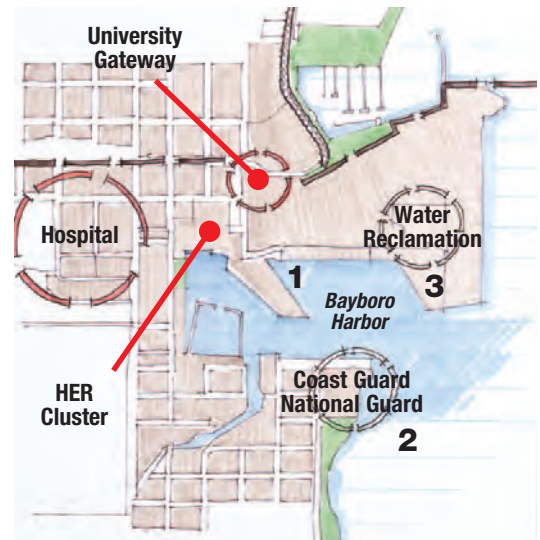 University
Gateway
Hospital
Water
Reclamation
1
3
Bayboro
Harbor
HER
Cluster
Coast Guard
National Guard
2